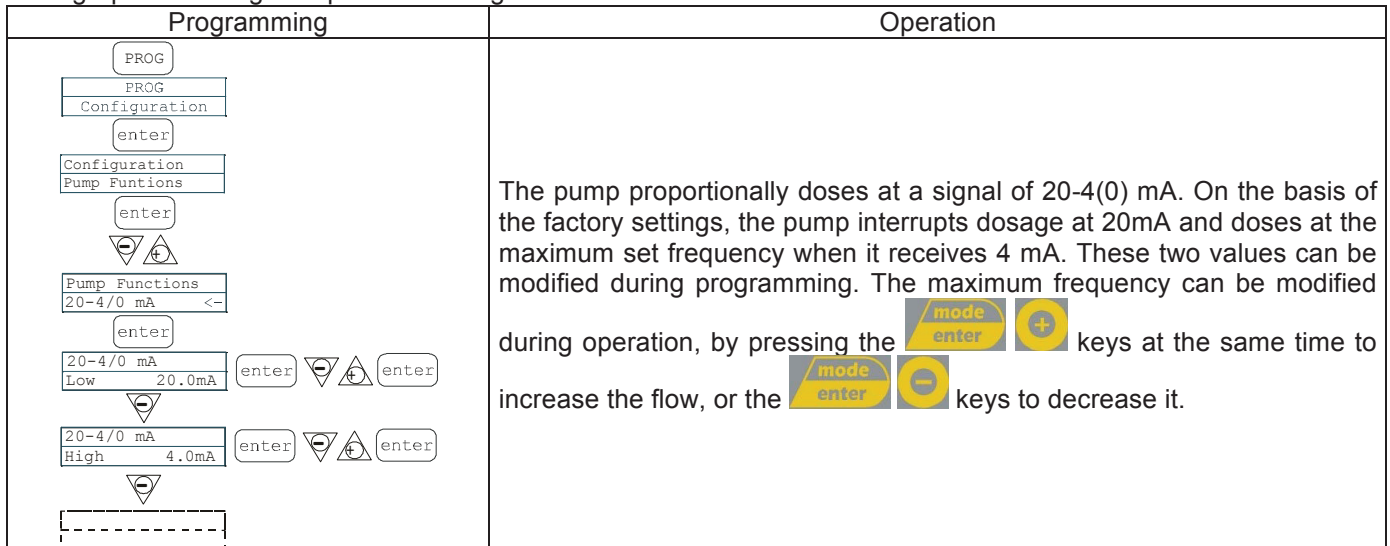 Programming
Operation
PROG
PROG
Configuration
enter
Configuration
Pump Funtions
enter
- +
Pump Functions
20-4/0 mA <-
enter
20-4/0 mA
Low 20.0mA
enter - + enter
-
20-4/0 mA
High 4.0mA
enter - + enter
-
The pump proportionally doses at a signal of 20-4(0) mA. On the basis of
the factory settings, the pump interrupts dosage at 20mA and doses at the
maximum set frequency when it receives 4 mA. These two values can be
modified during programming. The maximum frequency can be modified
during operation, by pressing the mode enter + keys at the same time to
increase the flow, or the mode enter - keys to decrease it.